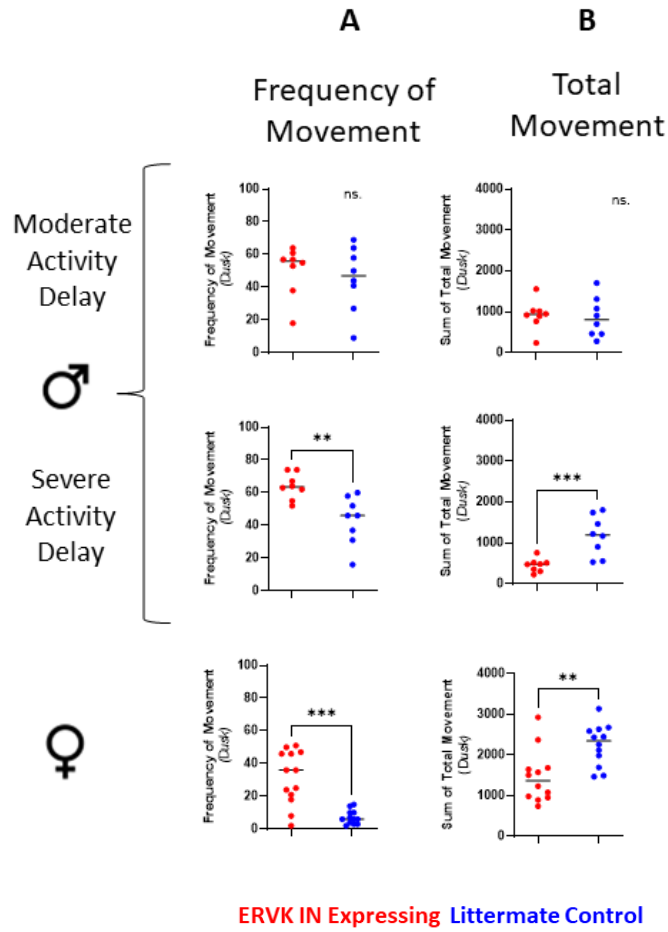 A
B
Frequency of
Movement
Total
Movement
Moderate
Activity
Delay
Frequency of Movement
(Dusk)
100
80
60
40
20
0
ns.
Sum of Total Movement
(Dusk)
4000
3000
2000
1000
0
ns.
Severe
Activity
Delay
Frequency of Movement
(Dusk)
100
80
60
40
20
0
**
Sum of Total Movement
(Dusk)
4000
3000
2000
1000
0
***
Frequency of Movement
(Dusk)
100
80
60
40
20
0
***
Sum of Total Movement
(Dusk)
4000
3000
2000
1000
0
**
ERVK IN Expressing Littermate Control